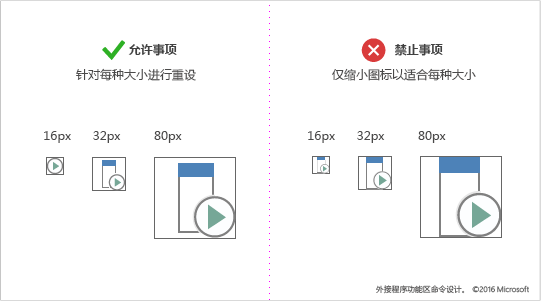 允许事项
针对每种大小进行重设
16px 32px 80px
禁止事项
仅缩小图标以适合每种大小
16px 32px 80px
外接程序功能区命令设计。 ©2016 Microsoft